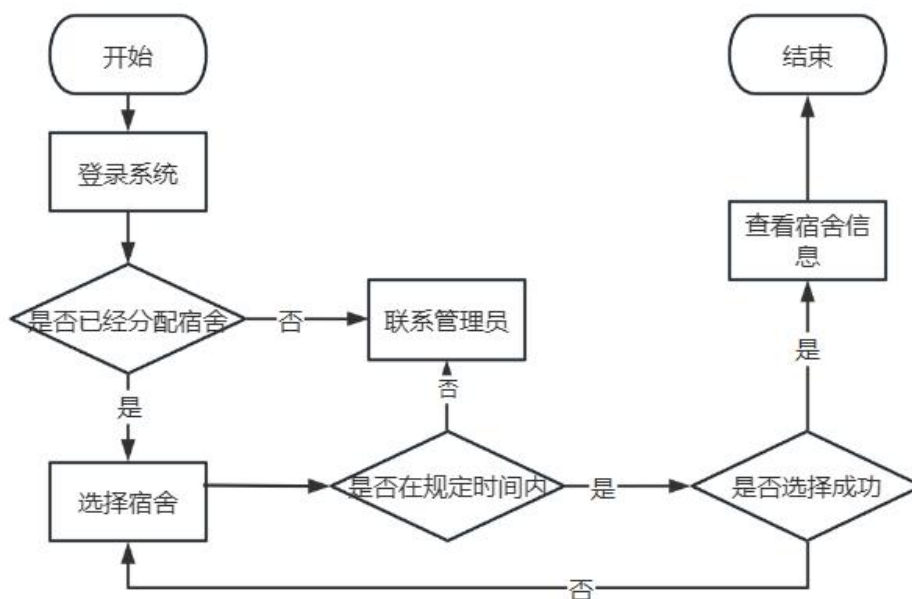 开始
结束
登录系统
查看宿舍信
息
是否已经分配宿舍
否
联系管理员
是
是
否
选择宿舍
是否在规定时间内
是
是否选择成功
否